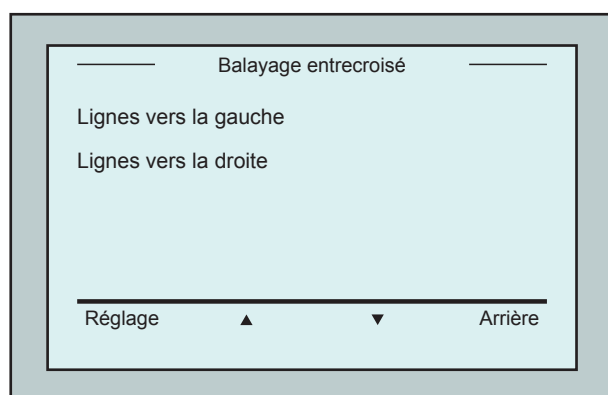 Balayage entrecroisé
Lignes vers la gauche
Lignes vers la droite
Réglage ▲ ▼ Arrière